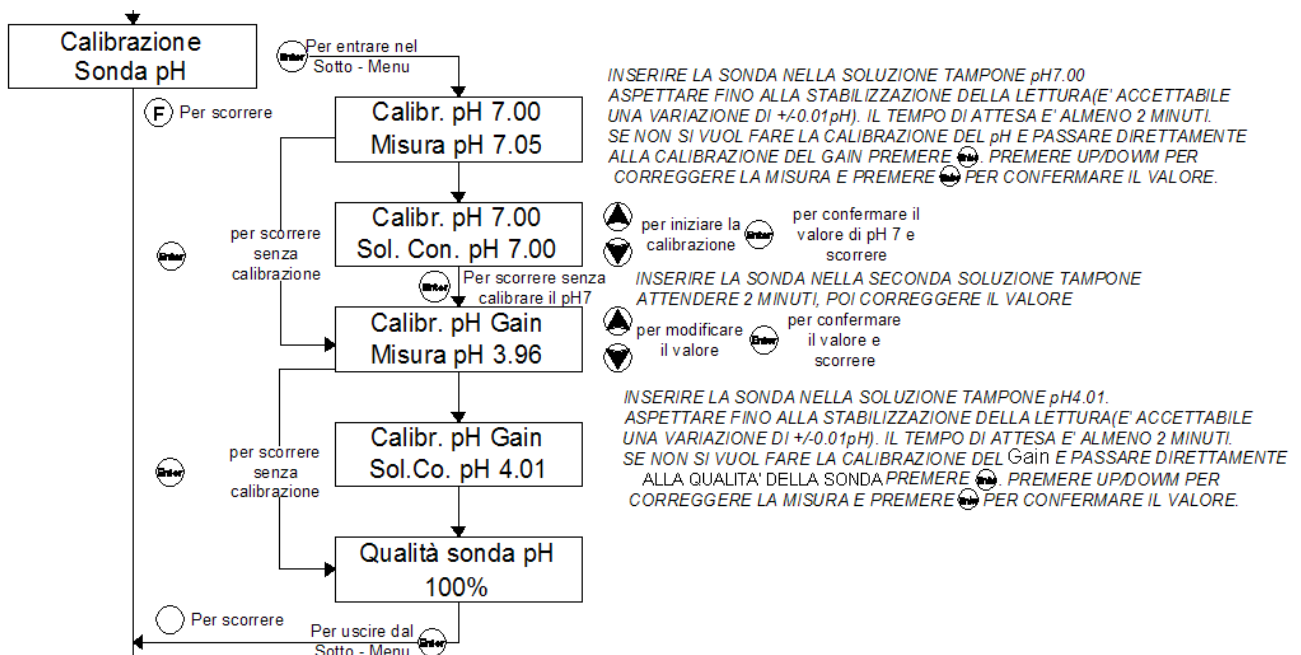 Calibrazione
Sonda pH
Enter
Per entrare nel
Sotto - Menu
F
Per scorrere
Calibr. pH 7.00
Misura pH 7.05
INSERIRE LA SONDA NELLA SOLUZIONE TAMPONE pH7.00
ASPETTARE FINO ALLA STABILIZZAZIONE DELLA LETTURA(E' ACCETTABILE
UNA VARIAZIONE DI +/-0.01pH). IL TEMPO DI ATTESA E' ALMENO 2 MINUTI.
SE NON SI VUOL FARE LA CALIBRAZIONE DEL pH E PASSARE DIRETTAMENTE
ALLA CALIBRAZIONE DEL GAIN PREMERE Enter. PREMERE UP/DOWM PER
CORREGGERE LA MISURA E PREMERE Enter PER CONFERMARE IL VALORE.
Enter
per scorrere
senza
calibrazione
Calibr. pH 7.00
Sol. Con. pH 7.00
per iniziare la
calibrazione
Enter
per confermare il
valore di pH 7 e
scorrere
Enter
Per scorrere senza
calibrare il pH7
INSERIRE LA SONDA NELLA SECONDA SOLUZIONE TAMPONE
ATTENDERE 2 MINUTI, POI CORREGGERE IL VALORE
Calibr. pH Gain
Misura pH 3.96
per modificare
il valore
Enter
per confermare
il valore e
scorrere
INSERIRE LA SONDA NELLA SOLUZIONE TAMPONE pH4.01.
ASPETTARE FINO ALLA STABILIZZAZIONE DELLA LETTURA(E' ACCETTABILE
UNA VARIAZIONE DI +/-0.01pH). IL TEMPO DI ATTESA E' ALMENO 2 MINUTI.
SE NON SI VUOL FARE LA CALIBRAZIONE DEL Gain E PASSARE DIRETTAMENTE
ALLA QUALITA' DELLA SONDA PREMERE Enter. PREMERE UP/DOWM PER
CORREGGERE LA MISURA E PREMERE Enter PER CONFERMARE IL VALORE.
Enter
per scorrere
senza
calibrazione
Calibr. pH Gain
Sol.Co. pH 4.01
Qualità sonda pH
100%
Per scorrere
Per uscire dal
Sotto - Menu
Enter